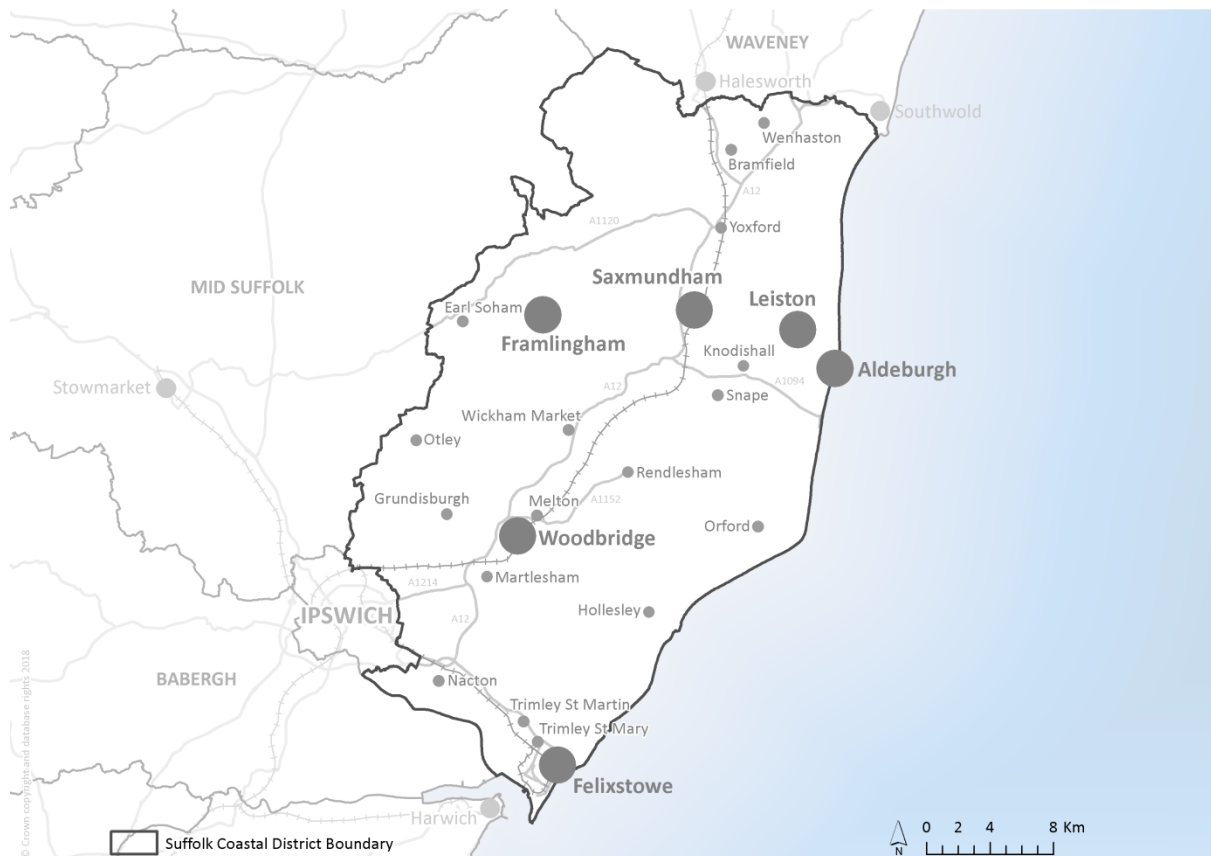 WAVENEY
Halesworth
Southwold
Wenhaston
Bramfield
A12
A1120
Yoxford
Saxmundham
MID SUFFOLK
Leiston
Earl Soham
Framlingham
Knodishall
Aldeburgh
Stowmarket
A12
A1094
Snape
Wickham Market
Otley
Rendlesham
Grundisburgh
Melton
A1152
Orford
Woodbridge
A1214
Martlesham
Hollesley
IPSWICH
A12
BABERGH
Nacton
Trimley St Martin
Trimley St Mary
Felixstowe
Harwich
© Crown copyright and database rights 2018
Suffolk Coastal District Boundary
N
0 2 4 8 Km